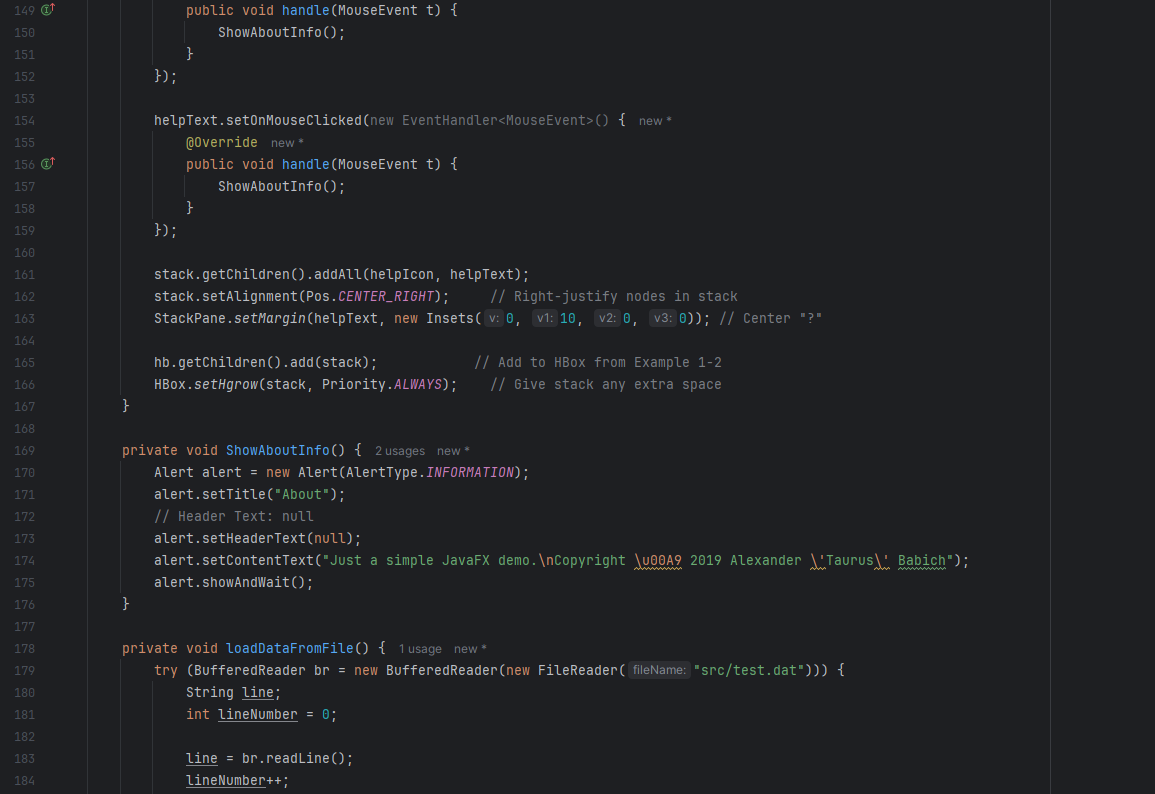 149 public void handle(MouseEvent t) {
150 ShowAboutInfo();
151 }
152 });
153
154 helpText.setOnMouseClicked(new EventHandler<MouseEvent>() { new *
155 @Override new *
156 public void handle(MouseEvent t) {
157 ShowAboutInfo();
158 }
159 });
160
161 stack.getChildren().addAll(helpIcon, helpText);
162 stack.setAlignment(Pos.CENTER_RIGHT); // Right-justify nodes in stack
163 StackPane.setMargin(helpText, new Insets( v: 0, v1: 10, v2: 0, v3: 0)); // Center "?"
164
165 hb.getChildren().add(stack); // Add to HBox from Example 1-2
166 HBox.setHgrow(stack, Priority.ALWAYS); // Give stack any extra space
167 }
168
169 private void ShowAboutInfo() { 2 usages new *
170 Alert alert = new Alert(AlertType.INFORMATION);
171 alert.setTitle("About");
172 // Header Text: null
173 alert.setHeaderText(null);
174 alert.setContentText("Just a simple JavaFX demo.\nCopyright \u00A9 2019 Alexander \'Taurus\' Babich");
175 alert.showAndWait();
176 }
177
178 private void loadDataFromFile() { 1 usage new *
179 try (BufferedReader br = new BufferedReader(new FileReader( fileName: "src/test.dat"))) {
180 String line;
181 int lineNumber = 0;
182
183 line = br.readLine();
184 lineNumber++;